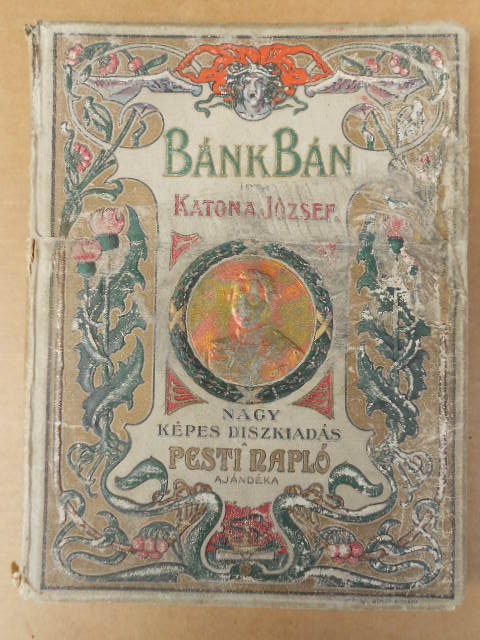 BÁNK BÁN
KATONA JÓZSEF.
NAGY
KÉPES DISZKIADÁS
A
PESTI NAPLÓ
AJÁNDÉKA